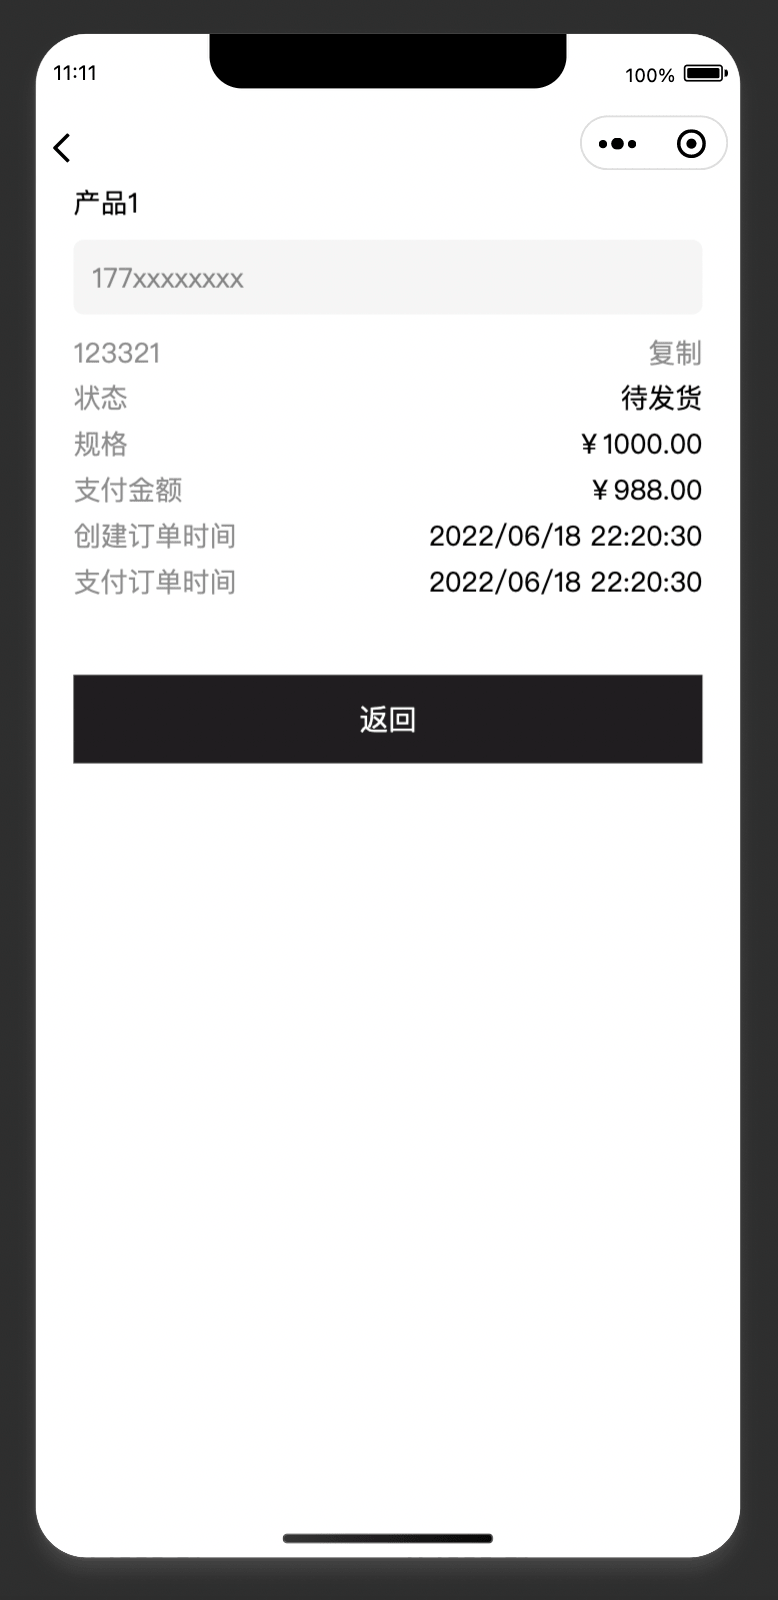 11:11 100%
产品1
177xxxxxxxx
123321 复制
状态 待发货
规格 ¥1000.00
支付金额 ¥988.00
创建订单时间 2022/06/18 22:20:30
支付订单时间 2022/06/18 22:20:30
返回